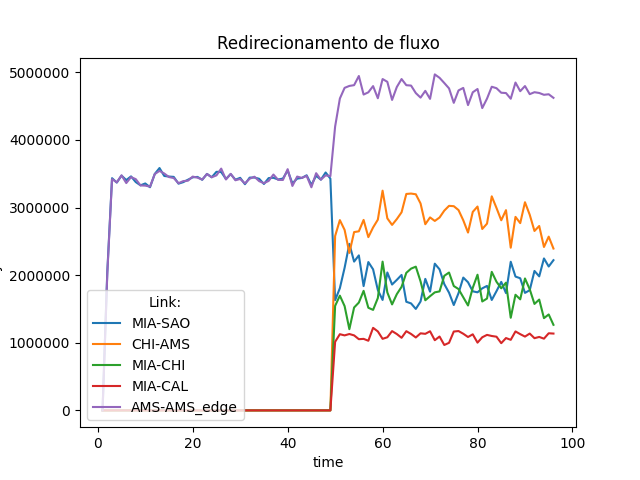 Redirecionamento de fluxo
5000000
4000000
3000000
2000000
1000000
0
Link:
MIA-SAO
CHI-AMS
MIA-CHI
MIA-CAL
AMS-AMS_edge
0 20 40 60 80 100
time